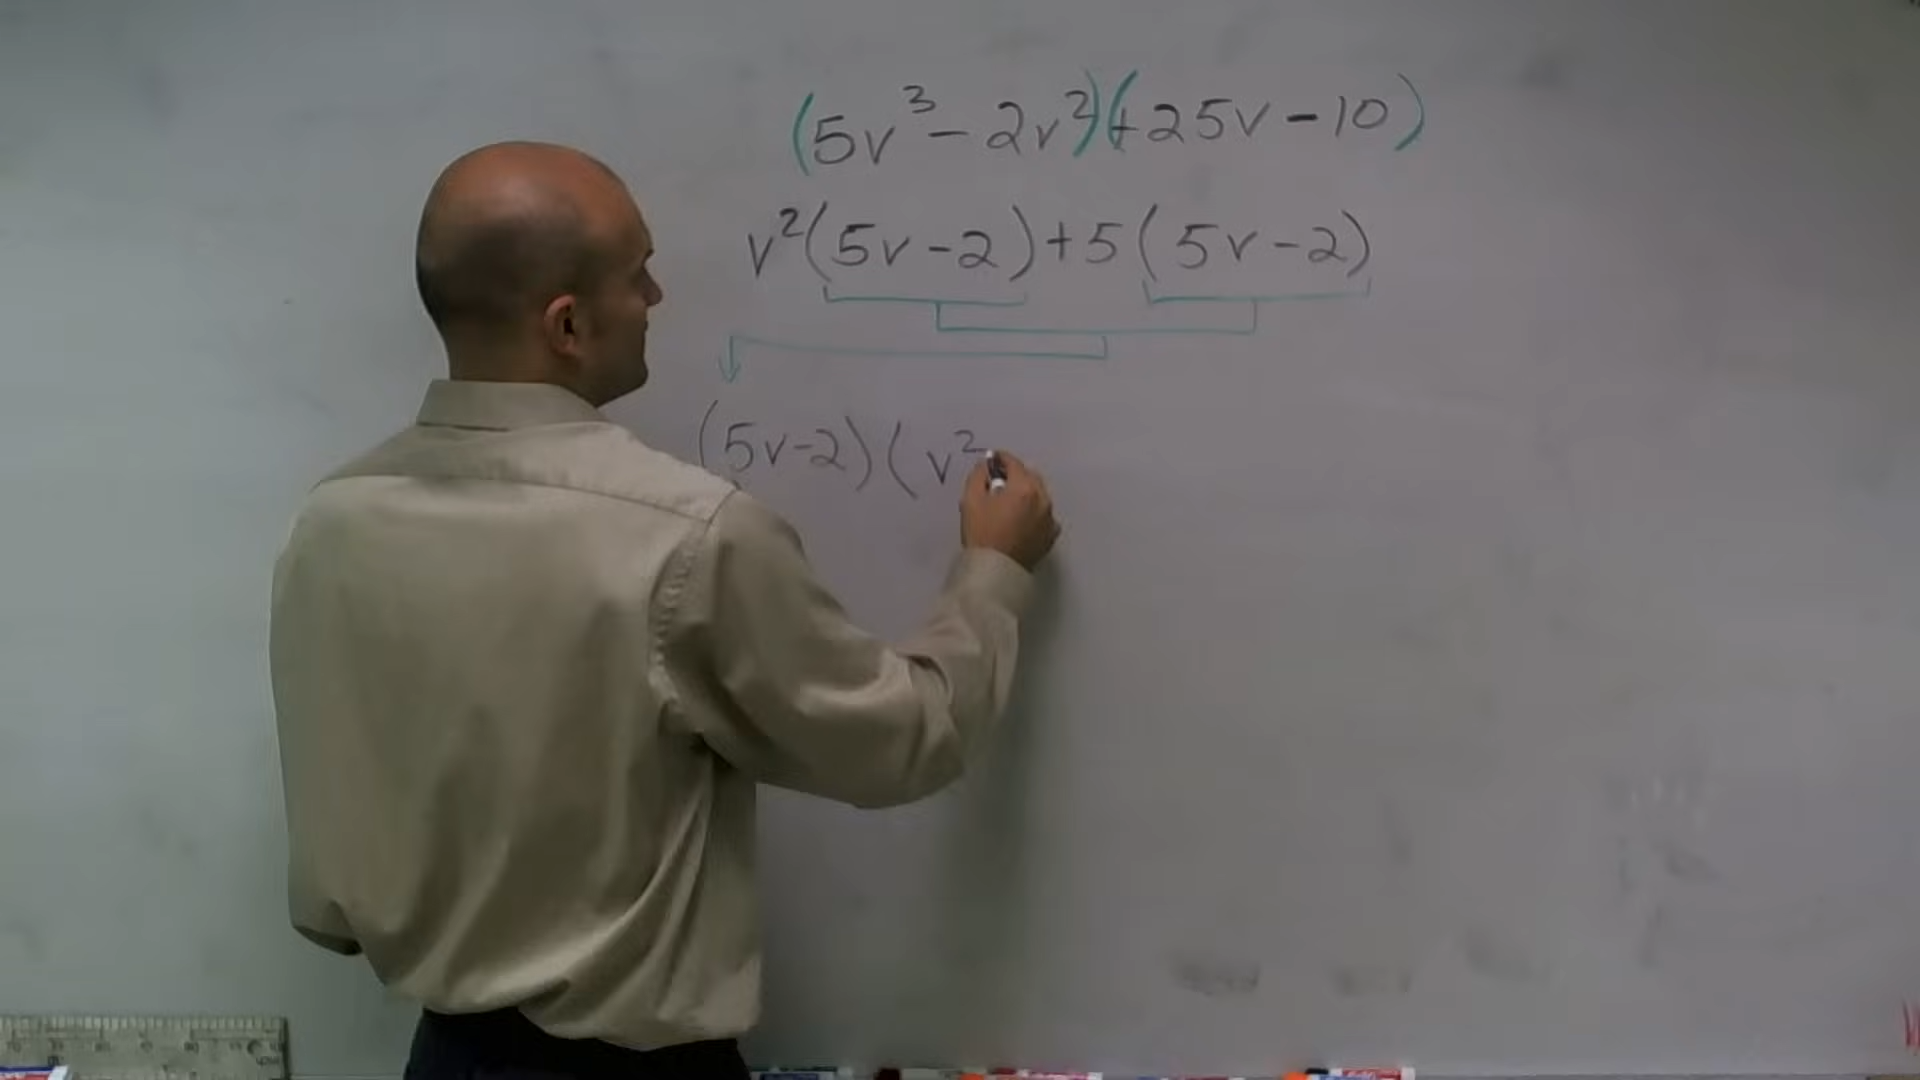 (5v³ - 2v²)(+25v - 10)
v²(5v - 2) + 5(5v - 2)
(5v - 2)(v²